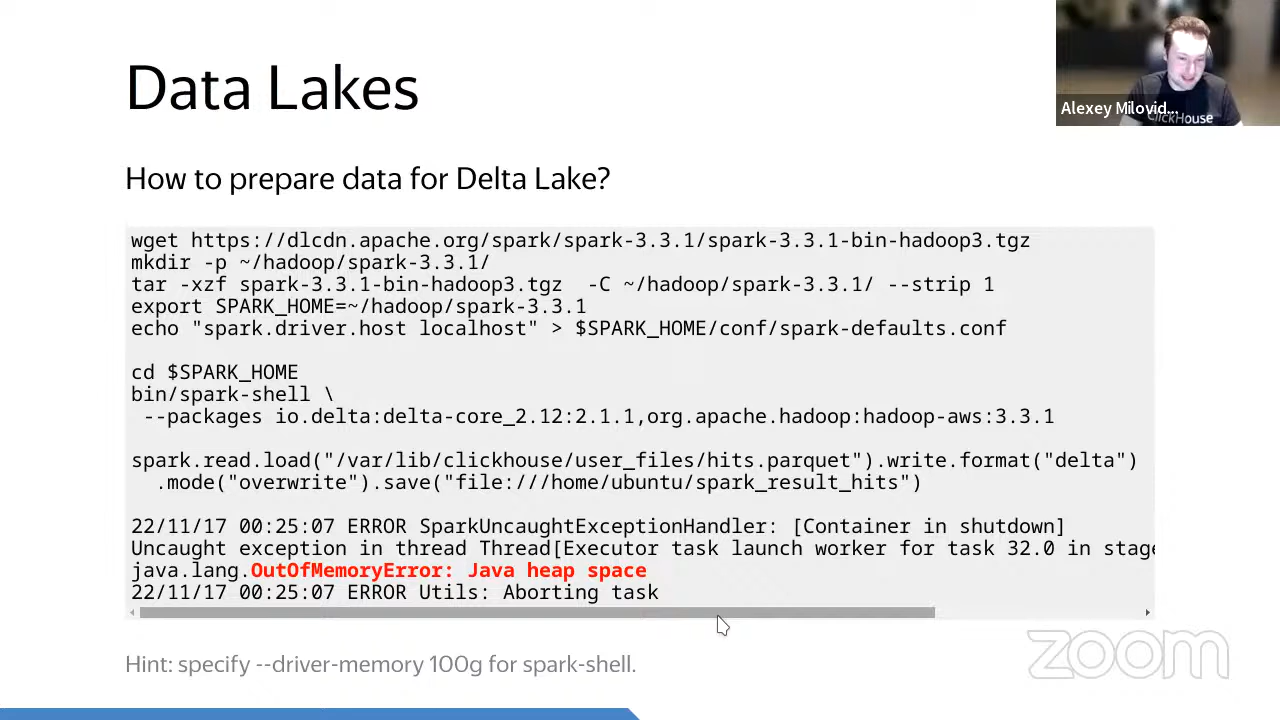 Data Lakes
Alexey Milovid...
ClickHouse
How to prepare data for Delta Lake?
wget https://dlcdn.apache.org/spark/spark-3.3.1/spark-3.3.1-bin-hadoop3.tgz
mkdir -p ~/hadoop/spark-3.3.1/
tar -xzf spark-3.3.1-bin-hadoop3.tgz  -C ~/hadoop/spark-3.3.1/ --strip 1
export SPARK_HOME=~/hadoop/spark-3.3.1
echo "spark.driver.host localhost" > $SPARK_HOME/conf/spark-defaults.conf
cd $SPARK_HOME
bin/spark-shell \
--packages io.delta:delta-core_2.12:2.1.1,org.apache.hadoop:hadoop-aws:3.3.1
spark.read.load("/var/lib/clickhouse/user_files/hits.parquet").write.format("delta")
.mode("overwrite").save("file:///home/ubuntu/spark_result_hits")
22/11/17 00:25:07 ERROR SparkUncaughtExceptionHandler: [Container in shutdown]
Uncaught exception in thread Thread[Executor task launch worker for task 32.0 in stage
java.lang.OutOfMemoryError: Java heap space
22/11/17 00:25:07 ERROR Utils: Aborting task
Hint: specify --driver-memory 100g for spark-shell.
zoom